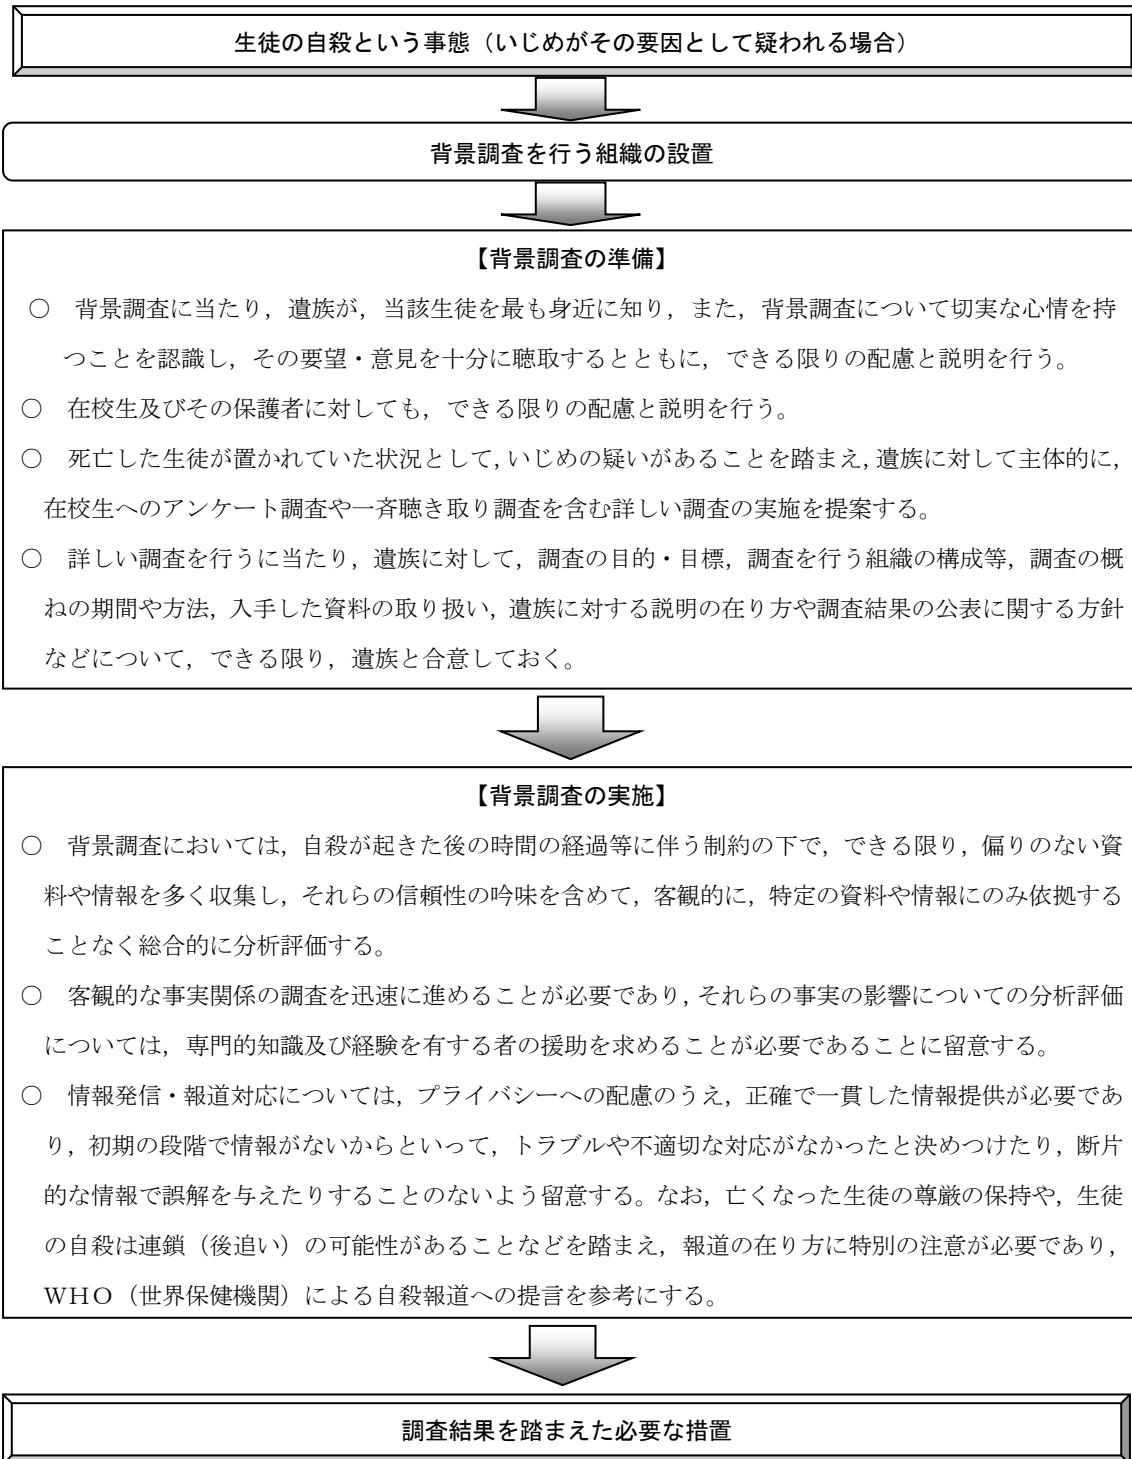 生徒の自殺という事態（いじめがその要因として疑われる場合）
背景調査を行う組織の設置
【背景調査の準備】
○　背景調査に当たり，遺族が，当該生徒を最も身近に知り，また，背景調査について切実な心情を持
つことを認識し，その要望・意見を十分に聴取するとともに，できる限りの配慮と説明を行う。
○　在校生及びその保護者に対しても，できる限りの配慮と説明を行う。
○　死亡した生徒が置かれていた状況として，いじめの疑いがあることを踏まえ，遺族に対して主体的に，
在校生へのアンケート調査や一斉聴き取り調査を含む詳しい調査の実施を提案する。
○　詳しい調査を行うに当たり，遺族に対して，調査の目的・目標，調査を行う組織の構成等，調査の概
ねの期間や方法，入手した資料の取り扱い，遺族に対する説明の在り方や調査結果の公表に関する方針
などについて，できる限り，遺族と合意しておく。
【背景調査の実施】
○　背景調査においては，自殺が起きた後の時間の経過等に伴う制約の下で，できる限り，偏りのない資
料や情報を多く収集し，それらの信頼性の吟味を含めて，客観的に，特定の資料や情報にのみ依拠する
ことなく総合的に分析評価する。
○　客観的な事実関係の調査を迅速に進めることが必要であり，それらの事実の影響についての分析評価
については，専門的知識及び経験を有する者の援助を求めることが必要であることに留意する。
○　情報発信・報道対応については，プライバシーへの配慮のうえ，正確で一貫した情報提供が必要であ
り，初期の段階で情報がないからといって，トラブルや不適切な対応がなかったと決めつけたり，断片
的な情報で誤解を与えたりすることのないよう留意する。なお，亡くなった生徒の尊厳の保持や，生徒
の自殺は連鎖（後追い）の可能性があることなどを踏まえ，報道の在り方に特別の注意が必要であり，
ＷＨＯ（世界保健機関）による自殺報道への提言を参考にする。
調査結果を踏まえた必要な措置